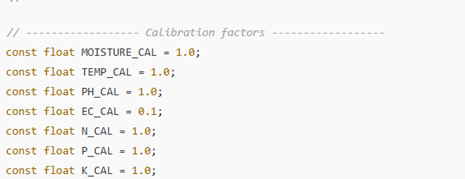 // ----------------- Calibration factors -----------------
const float MOISTURE_CAL = 1.0;
const float TEMP_CAL = 1.0;
const float PH_CAL = 1.0;
const float EC_CAL = 0.1;
const float N_CAL = 1.0;
const float P_CAL = 1.0;
const float K_CAL = 1.0;